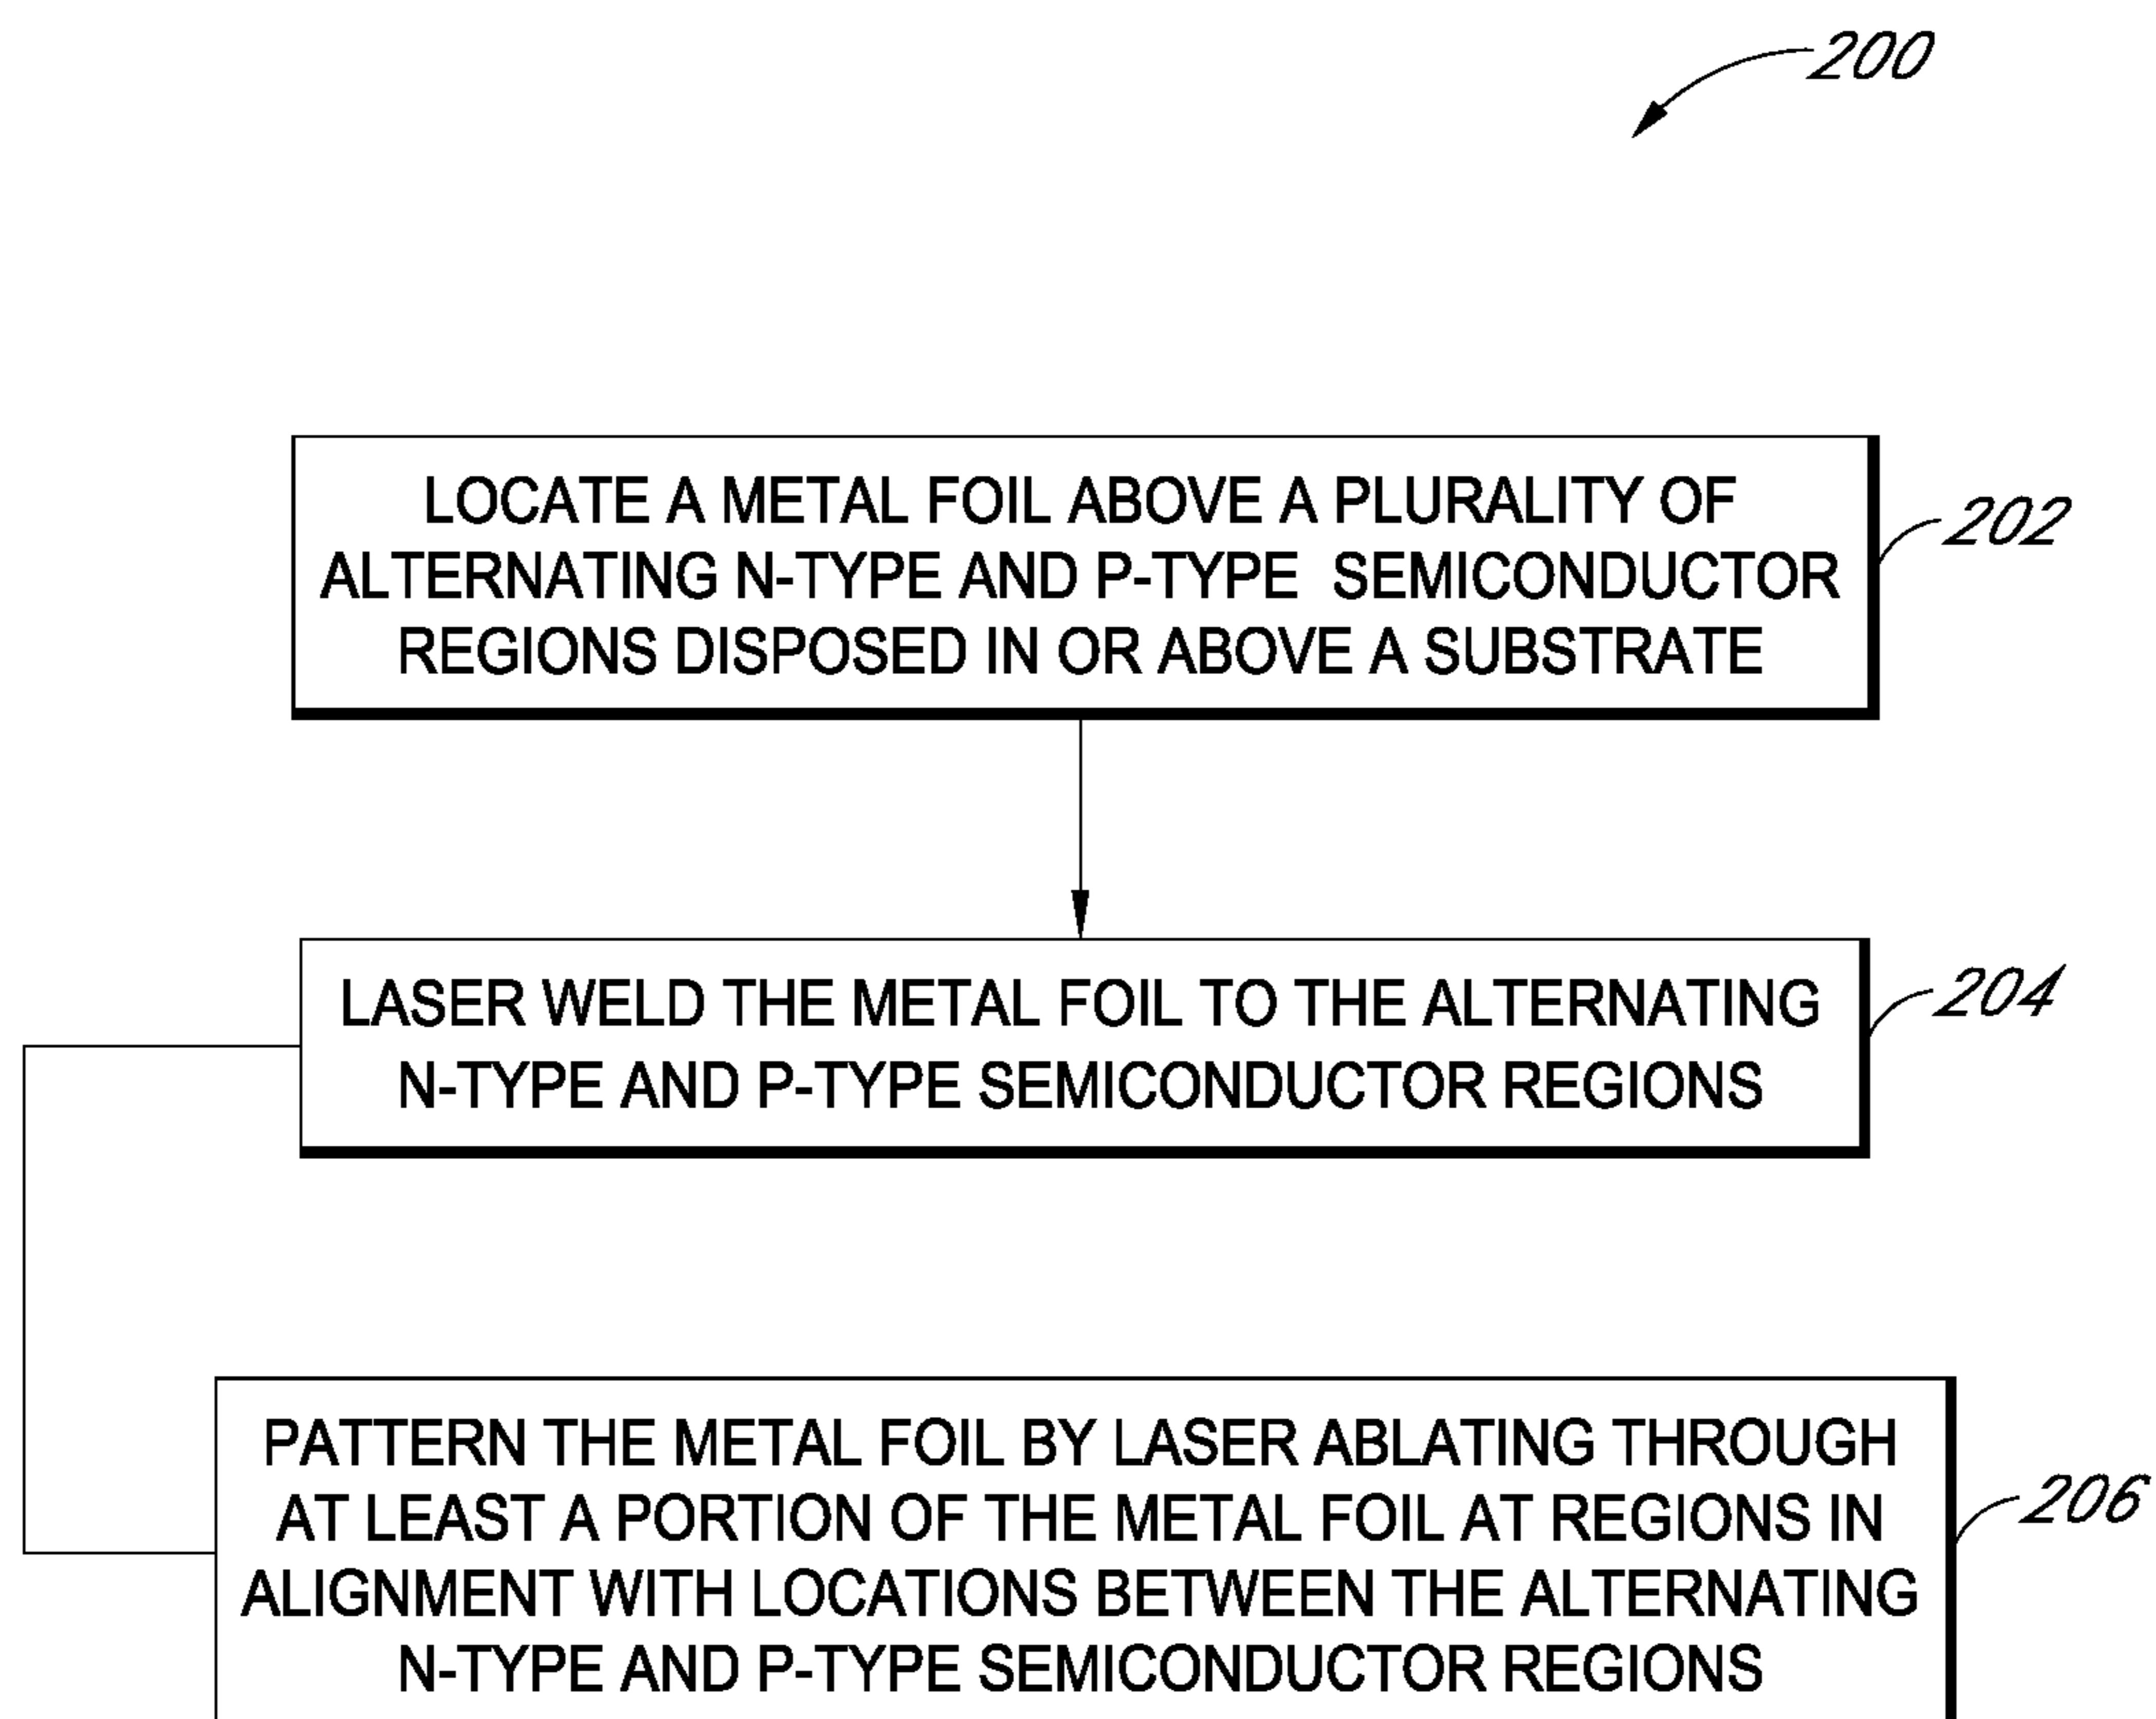 200
LOCATE A METAL FOIL ABOVE A PLURALITY OF
ALTERNATING N-TYPE AND P-TYPE SEMICONDUCTOR
REGIONS DISPOSED IN OR ABOVE A SUBSTRATE
202
LASER WELD THE METAL FOIL TO THE ALTERNATING
N-TYPE AND P-TYPE SEMICONDUCTOR REGIONS
204
PATTERN THE METAL FOIL BY LASER ABLATING THROUGH
AT LEAST A PORTION OF THE METAL FOIL AT REGIONS IN
ALIGNMENT WITH LOCATIONS BETWEEN THE ALTERNATING
N-TYPE AND P-TYPE SEMICONDUCTOR REGIONS
206